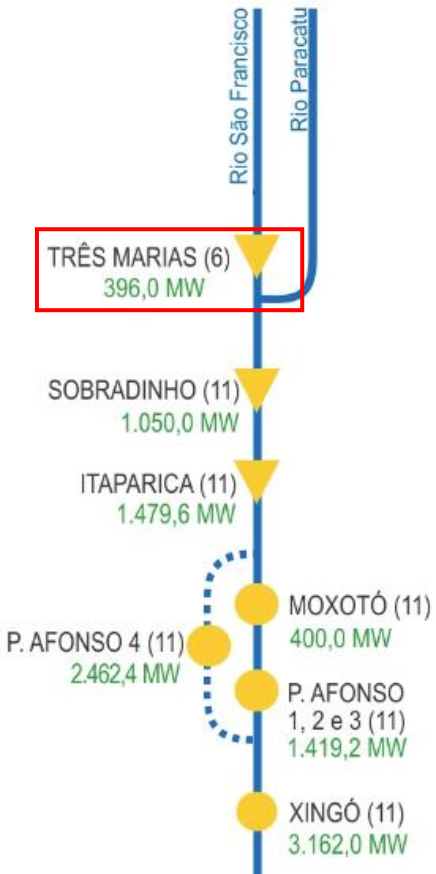 Rio São Francisco
Rio Paracatu
TRÊS MARIAS (6)
396,0 MW
SOBRADINHO (11)
1.050,0 MW
ITAPARICA (11)
1.479,6 MW
MOXOTÓ (11)
400,0 MW
P. AFONSO 4 (11)
2.462,4 MW
P. AFONSO
1, 2 e 3 (11)
1.419,2 MW
XINGÓ (11)
3.162,0 MW